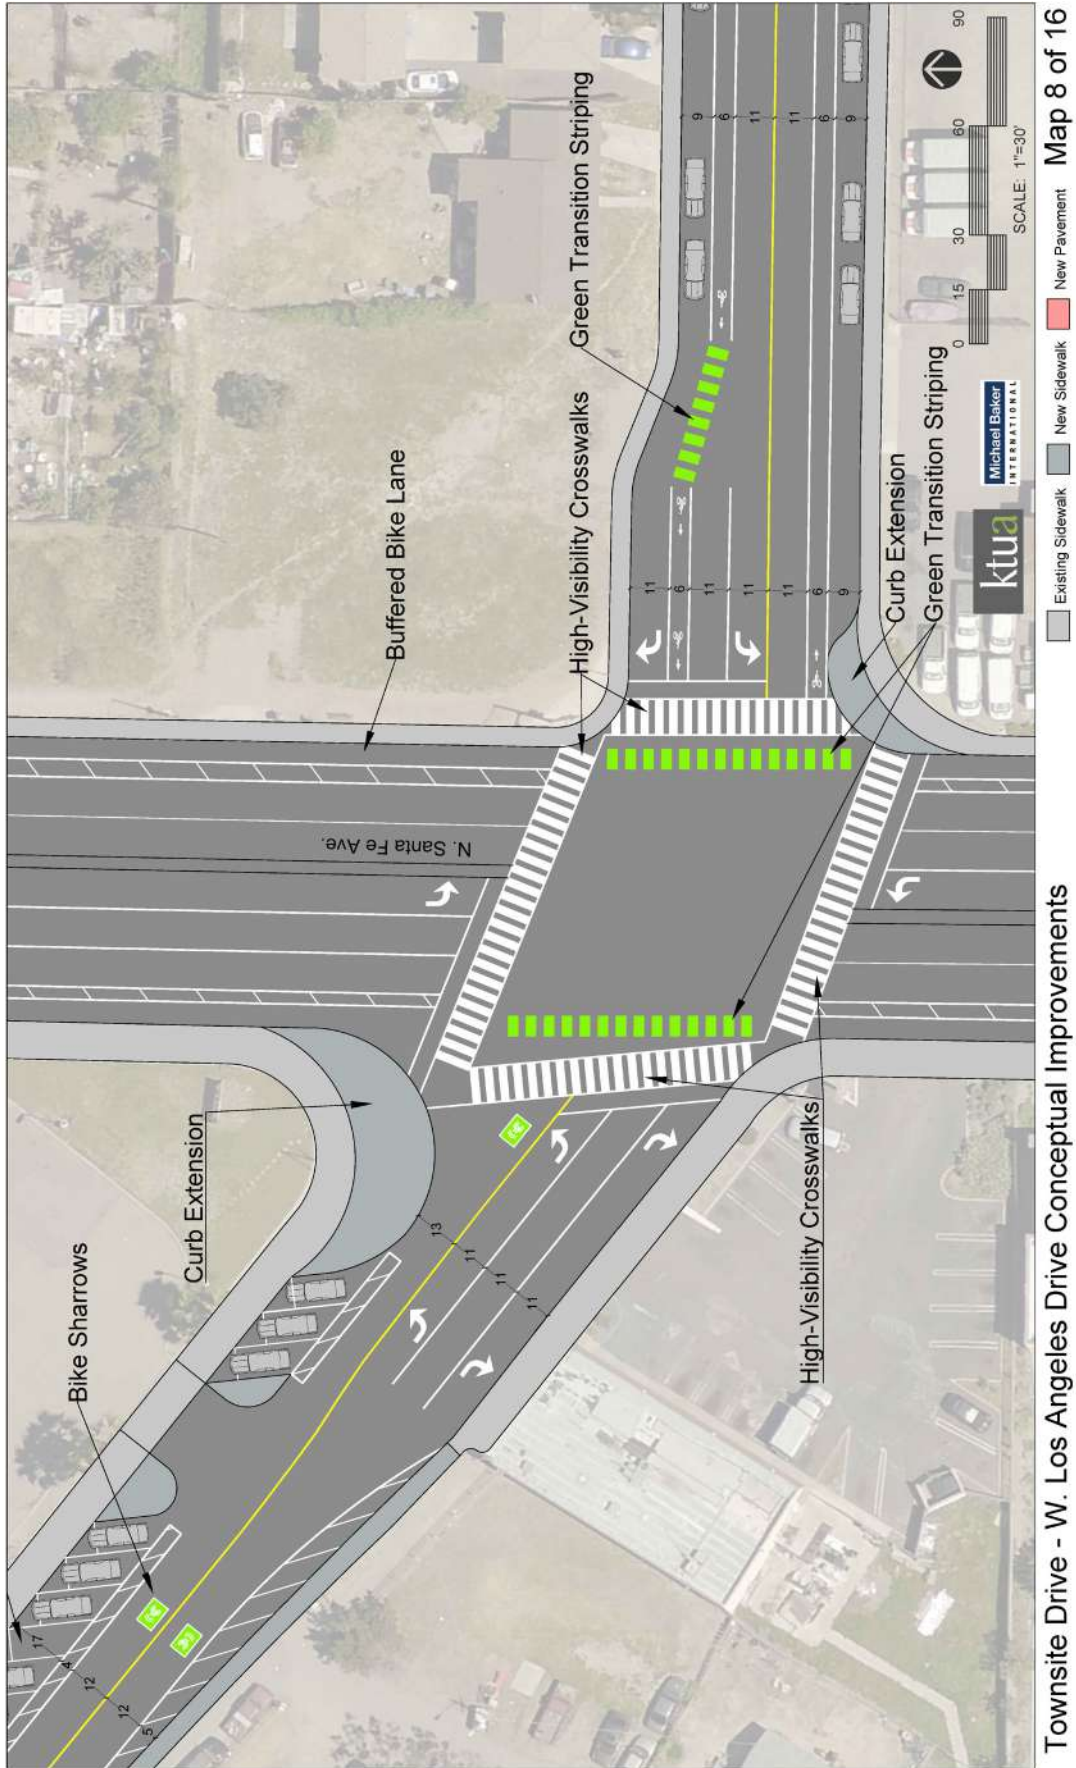 Bike Sharrows
Curb Extension
Buffered Bike Lane
High-Visibility Crosswalks
Green Transition Striping
N. Santa Fe Ave.
High-Visibility Crosswalks
Curb Extension
Green Transition Striping
17
4
12
12
5
13
11
11
11
11
6
11
11
11
6
9
9
6
11
11
6
9
ktua
Michael Baker
INTERNATIONAL
0 15 30 60 90
SCALE: 1"=30'
Townsite Drive - W. Los Angeles Drive Conceptual Improvements
Existing Sidewalk
New Sidewalk
New Pavement
Map 8 of 16